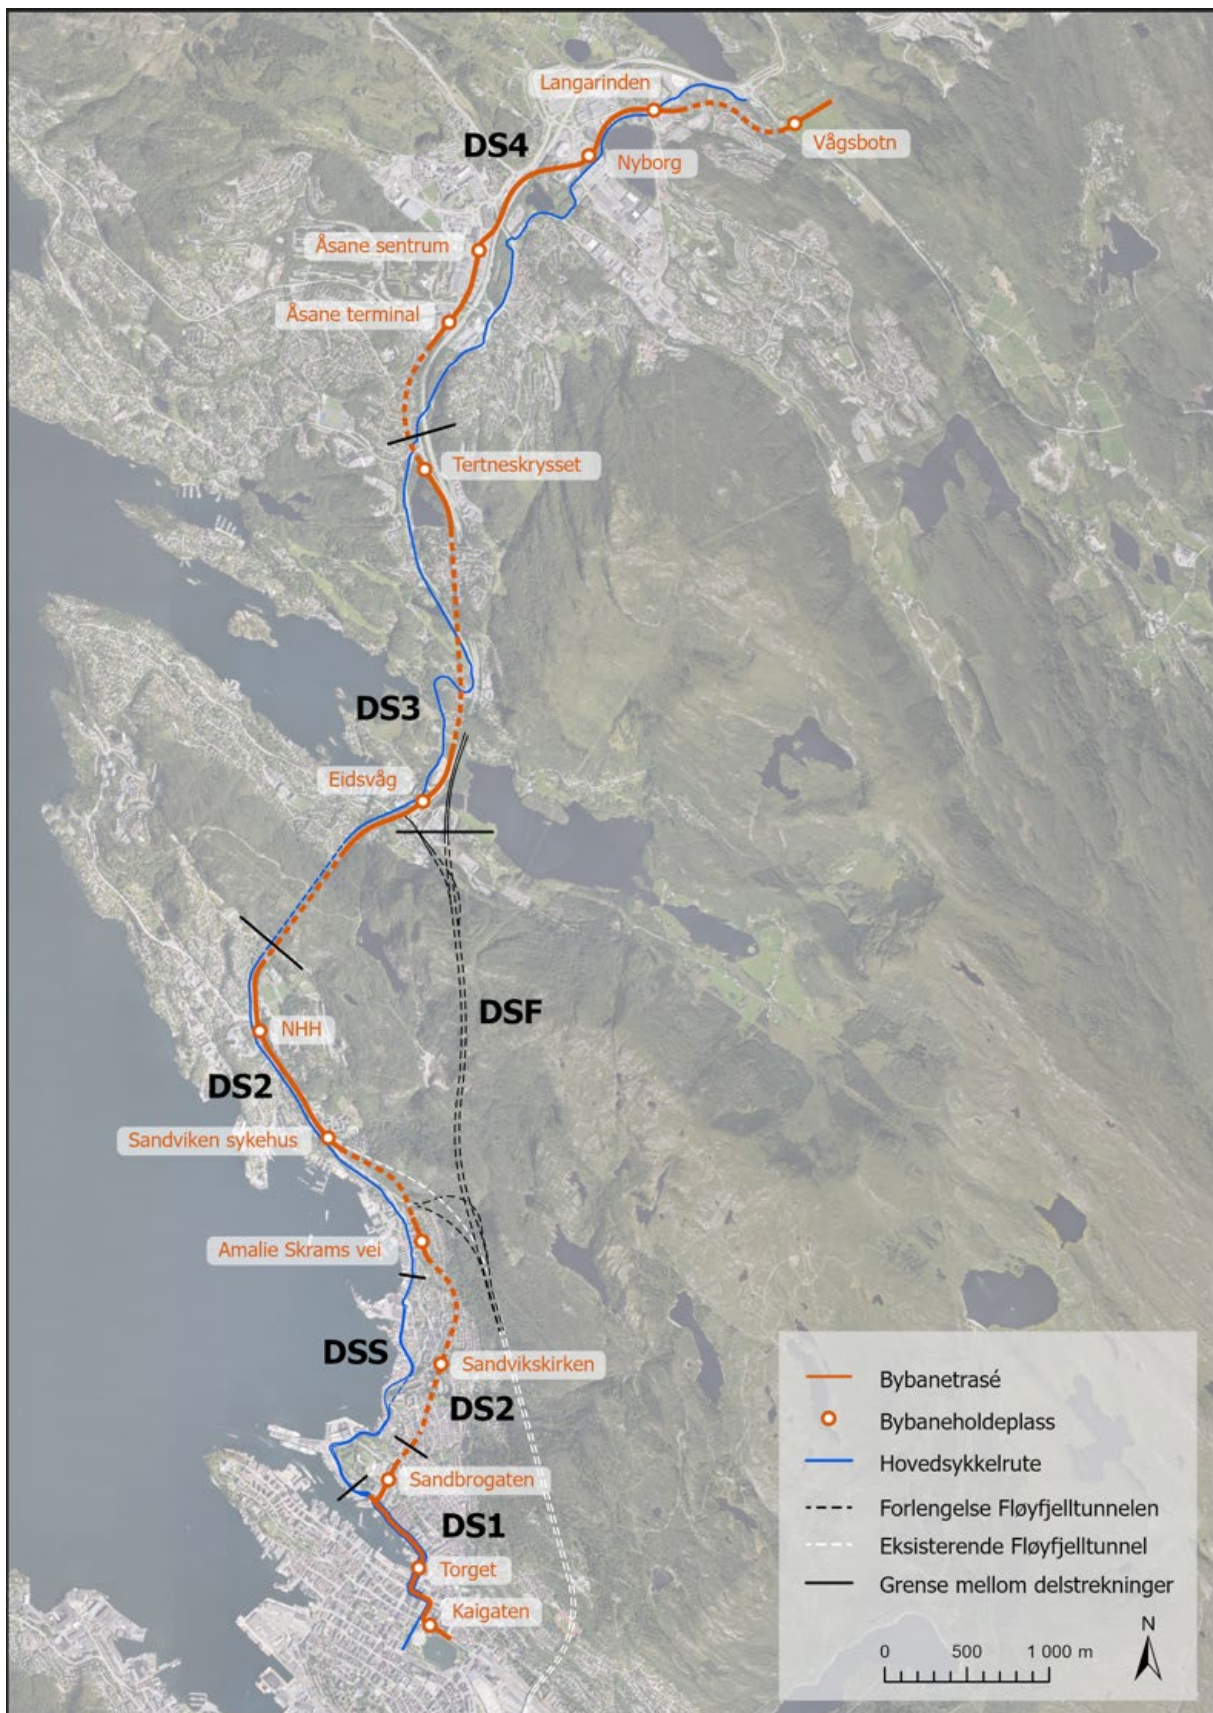 Langarinden
Vågsbotn
DS4
Nyborg
Åsane sentrum
Åsane terminal
Tertneskrysset
DS3
Eidsvåg
DSF
NHH
DS2
Sandviken sykehus
Amalie Skrams vei
DSS
Sandvikskirken
DS2
Sandbrogaten
DS1
Torget
Kaigaten
Bybanetrasé
Bybaneholdeplass
Hovedsykkelrute
Forlengelse Fløyfjelltunnelen
Eksisterende Fløyfjelltunnel
Grense mellom delstrekninger
N
0 500 1 000 m